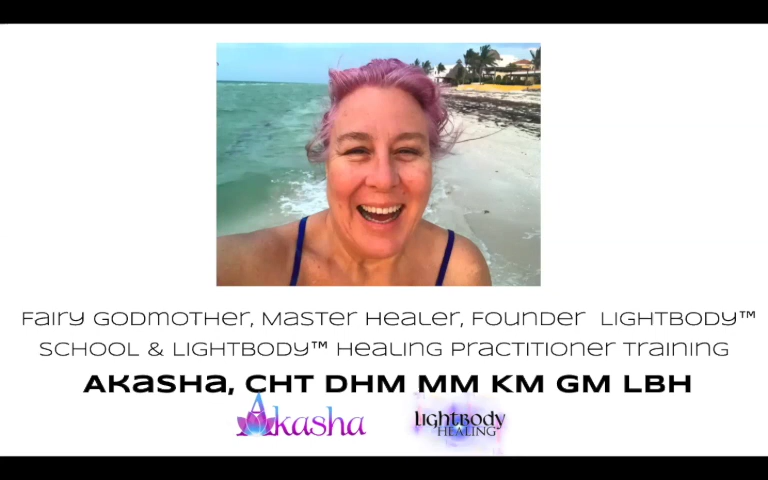 Fairy Godmother, Master Healer, Founder LIGHTBODY™
SCHOOL & LIGHTBODY™ Healing Practitioner Training
Akasha, CHT DHM MM KM GM LBH
Akasha
Lightbody
HEALING